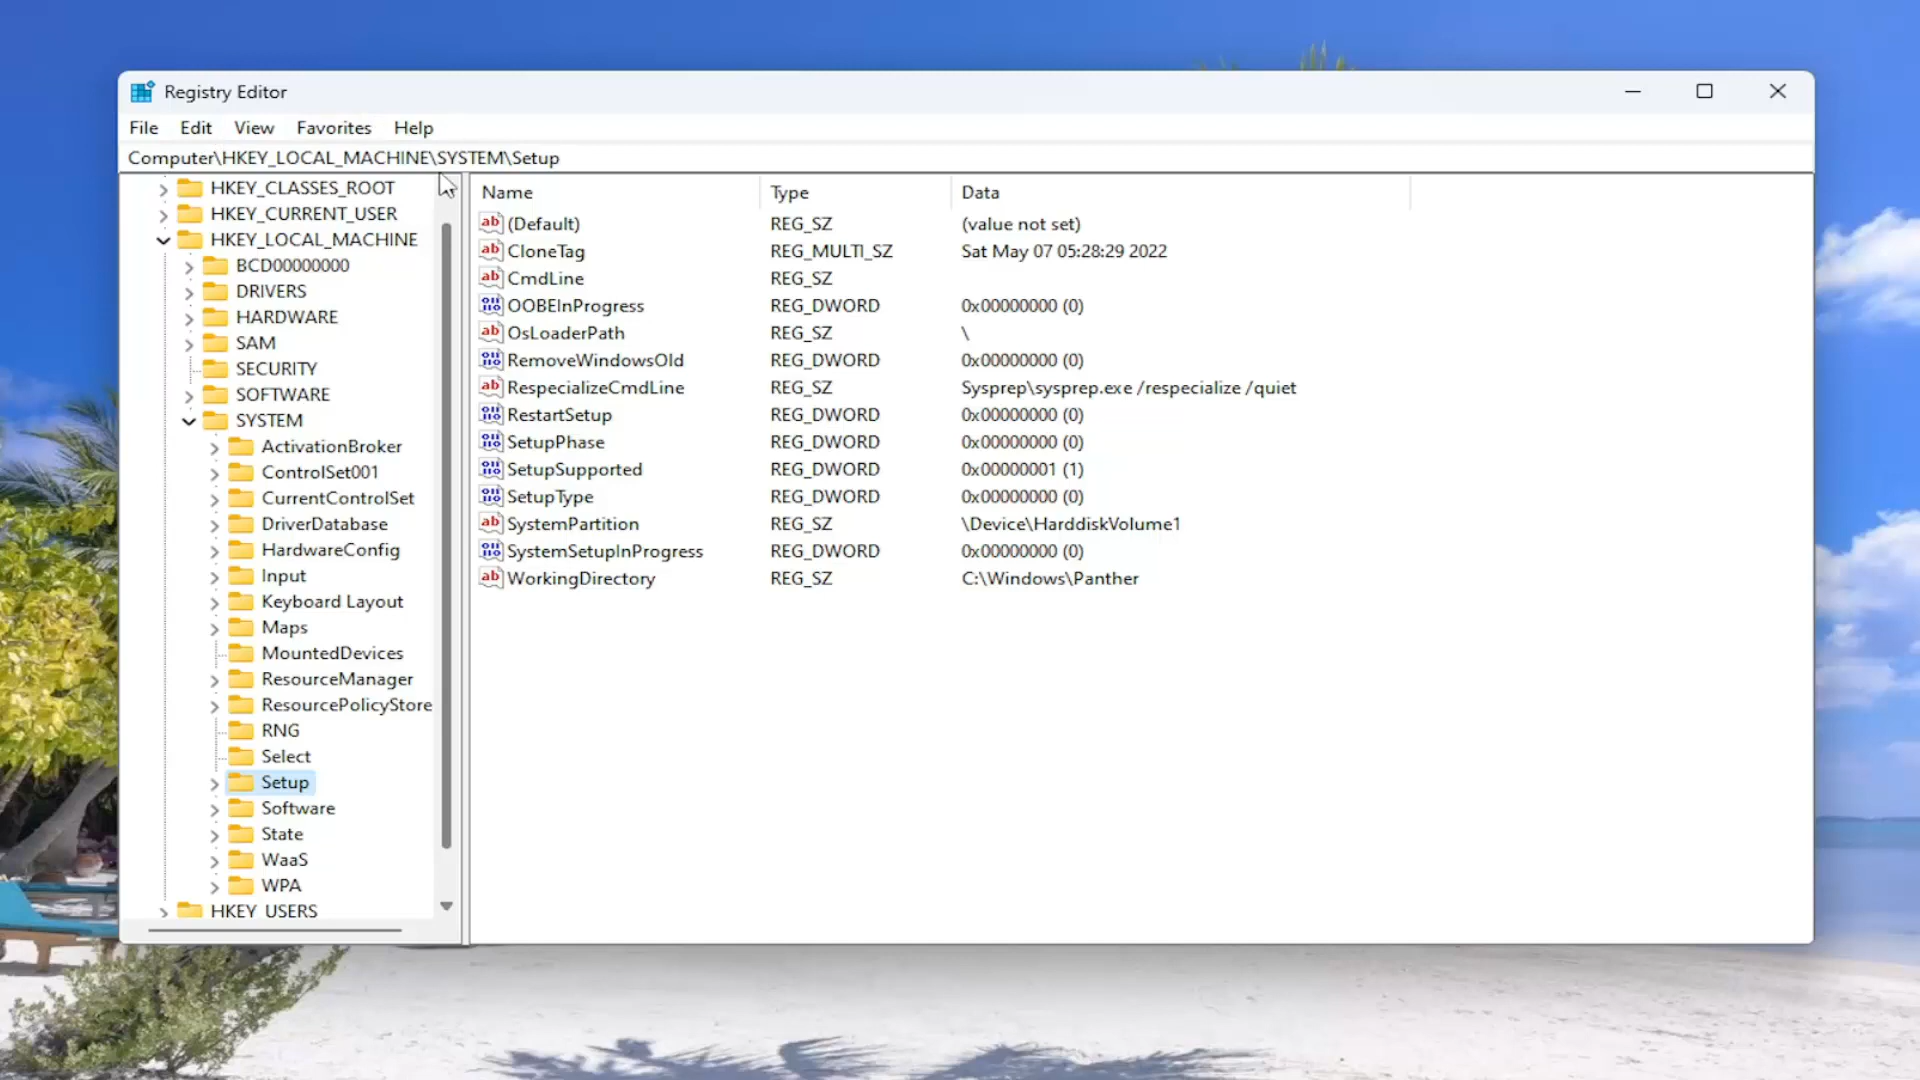 Registry Editor
File Edit View Favorites Help
Computer\HKEY_LOCAL_MACHINE\SYSTEM\Setup
HKEY_CLASSES_ROOT
HKEY_CURRENT_USER
HKEY_LOCAL_MACHINE
BCD00000000
DRIVERS
HARDWARE
SAM
SECURITY
SOFTWARE
SYSTEM
ActivationBroker
ControlSet001
CurrentControlSet
DriverDatabase
HardwareConfig
Input
Keyboard Layout
Maps
MountedDevices
ResourceManager
ResourcePolicyStore
RNG
Select
Setup
Software
State
WaaS
WPA
HKEY_USERS
Name Type Data
(Default) REG_SZ (value not set)
CloneTag REG_MULTI_SZ Sat May 07 05:28:29 2022
CmdLine REG_SZ
OOBEInProgress REG_DWORD 0x00000000 (0)
OsLoaderPath REG_SZ \
RemoveWindowsOld REG_DWORD 0x00000000 (0)
RespecializeCmdLine REG_SZ Sysprep\sysprep.exe /respecialize /quiet
RestartSetup REG_DWORD 0x00000000 (0)
SetupPhase REG_DWORD 0x00000000 (0)
SetupSupported REG_DWORD 0x00000001 (1)
SetupType REG_DWORD 0x00000000 (0)
SystemPartition REG_SZ \Device\HarddiskVolume1
SystemSetupInProgress REG_DWORD 0x00000000 (0)
WorkingDirectory REG_SZ C:\Windows\Panther